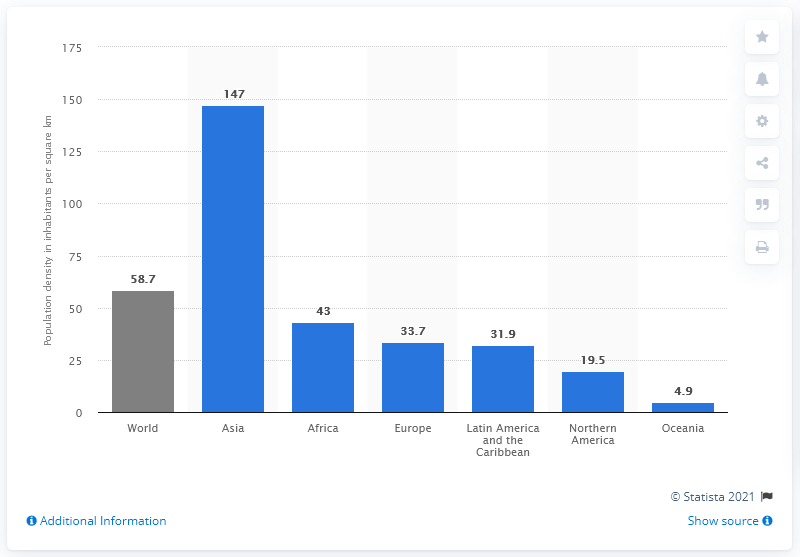 Population density in inhabitants per square km
175
150
125
100
75
50
25
0
58.7
147
43
33.7
31.9
19.5
4.9
World
Asia
Africa
Europe
Latin America
and the
Caribbean
Northern
America
Oceania
© Statista 2021
Additional Information
Show source